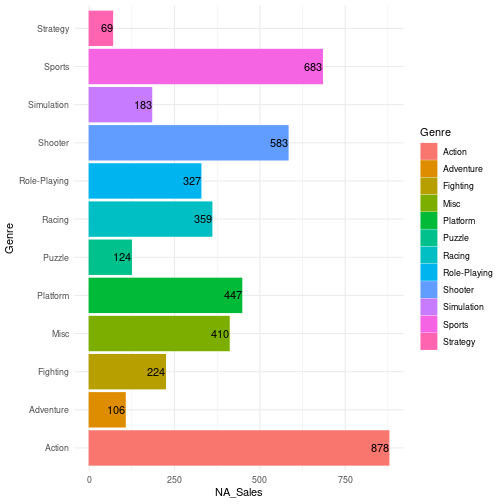 Strategy 69
Sports 683
Simulation 183
Shooter 583
Role-Playing 327
Racing 359
Puzzle 124
Platform 447
Misc 410
Fighting 224
Adventure 106
Action 878
0 250 500 750
NA_Sales
Genre
Genre
Action
Adventure
Fighting
Misc
Platform
Puzzle
Racing
Role-Playing
Shooter
Simulation
Sports
Strategy